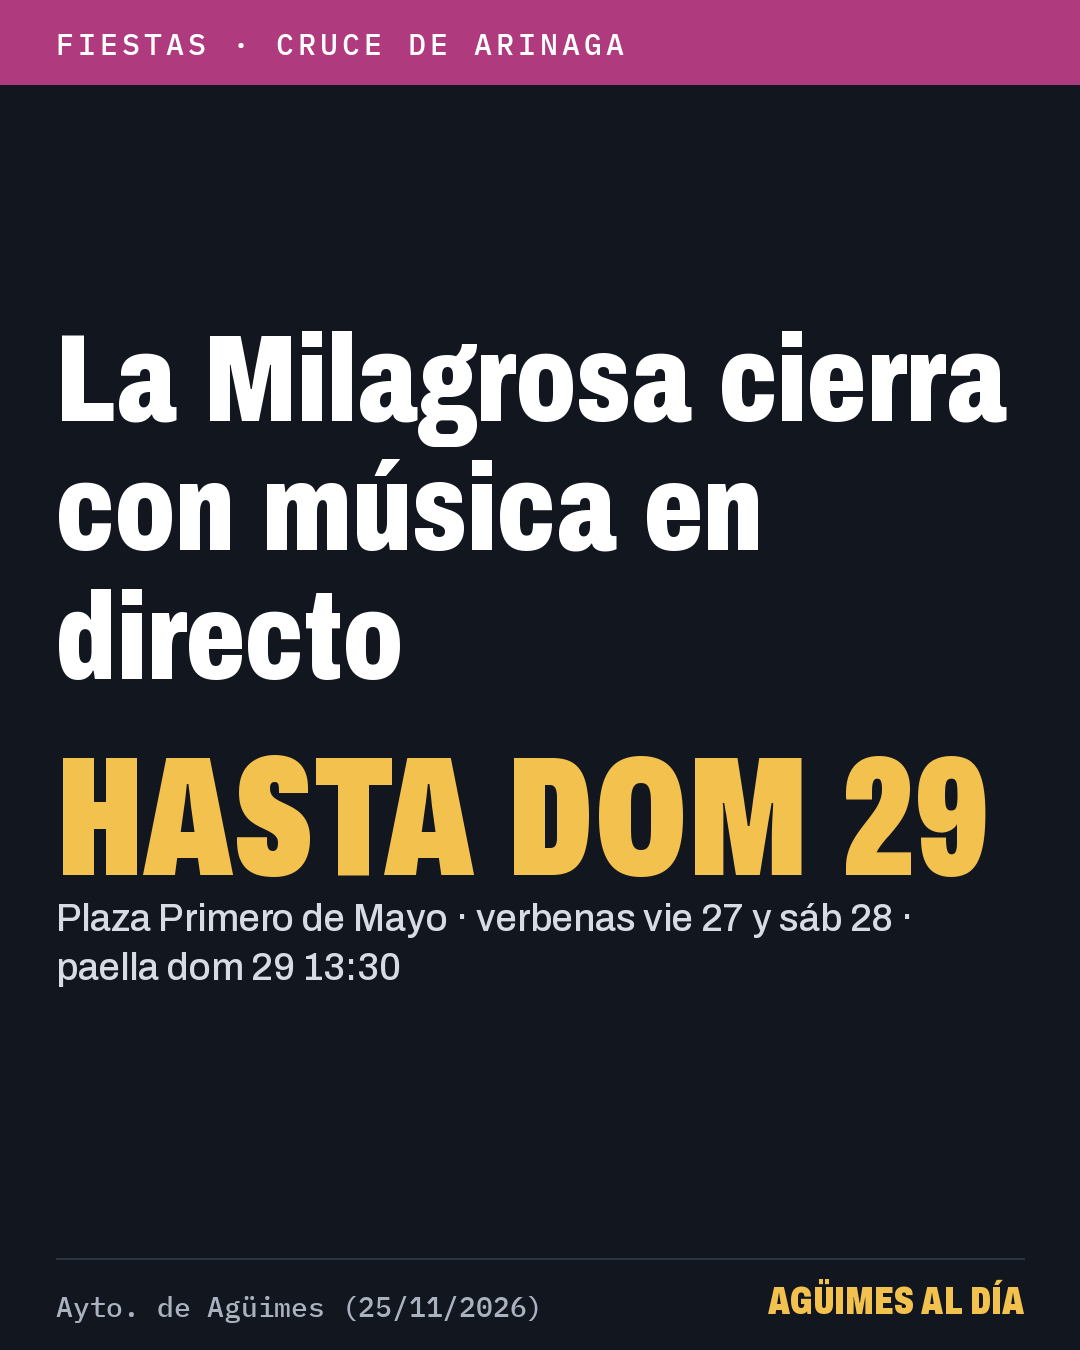 FIESTAS · CRUCE DE ARINAGA
La Milagrosa cierra
con música en
directo
HASTA DOM 29
Plaza Primero de Mayo · verbenas vie 27 y sáb 28 ·
paella dom 29 13:30
Ayto. de Agüimes (25/11/2026)
AGÜIMES AL DÍA